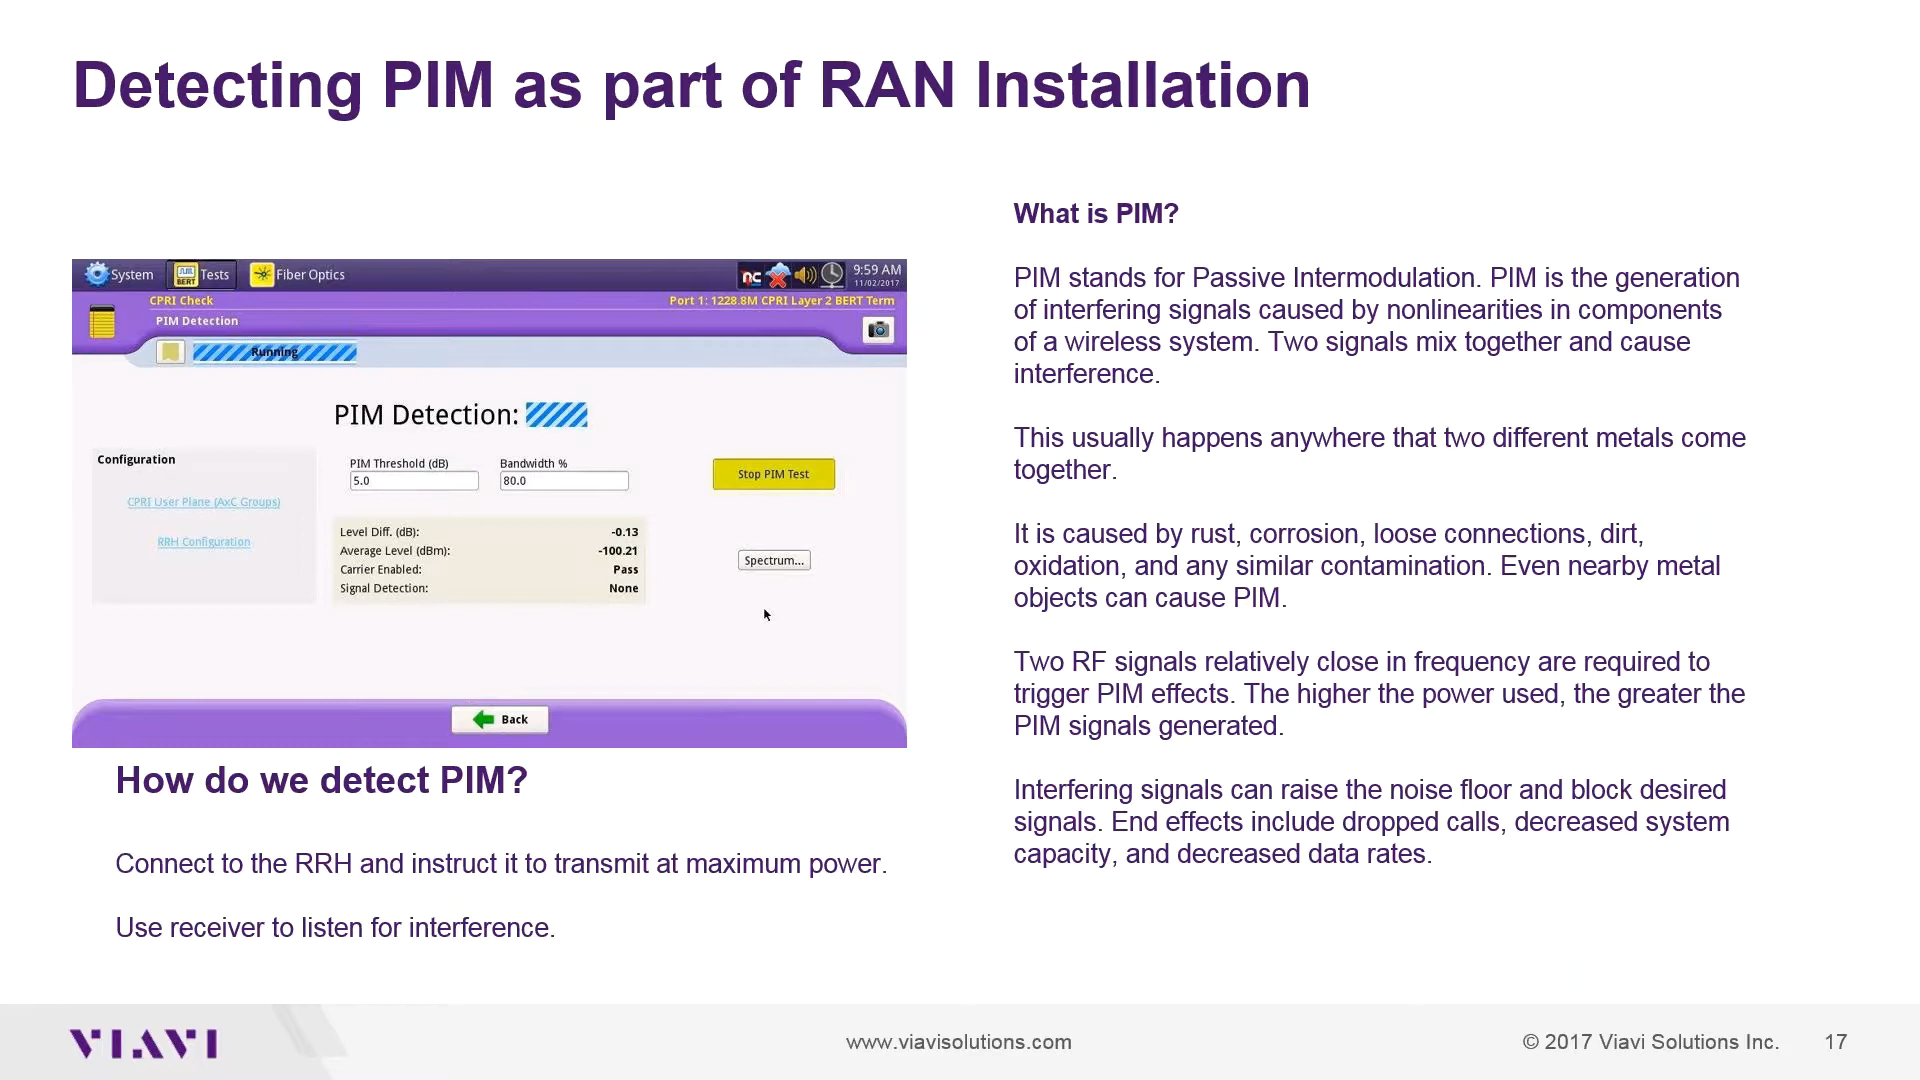 Detecting PIM as part of RAN Installation
System
BERT
Tests
Fiber Optics
nc
9:59 AM
11/02/2017
CPRI Check
Port 1: 1228.8M CPRI Layer 2 BERT Term
PIM Detection
Running
PIM Detection:
Configuration
CPRI User Plane (AxC Groups)
RRH Configuration
PIM Threshold (dB)
Bandwidth %
5.0
80.0
Stop PIM Test
Level Diff. (dB): -0.13
Average Level (dBm): -100.21
Carrier Enabled: Pass
Signal Detection: None
Spectrum...
Back
How do we detect PIM?
Connect to the RRH and instruct it to transmit at maximum power.
Use receiver to listen for interference.
What is PIM?
PIM stands for Passive Intermodulation. PIM is the generation
of interfering signals caused by nonlinearities in components
of a wireless system. Two signals mix together and cause
interference.
This usually happens anywhere that two different metals come
together.
It is caused by rust, corrosion, loose connections, dirt,
oxidation, and any similar contamination. Even nearby metal
objects can cause PIM.
Two RF signals relatively close in frequency are required to
trigger PIM effects. The higher the power used, the greater the
PIM signals generated.
Interfering signals can raise the noise floor and block desired
signals. End effects include dropped calls, decreased system
capacity, and decreased data rates.
VIAVI
www.viavisolutions.com
© 2017 Viavi Solutions Inc.
17